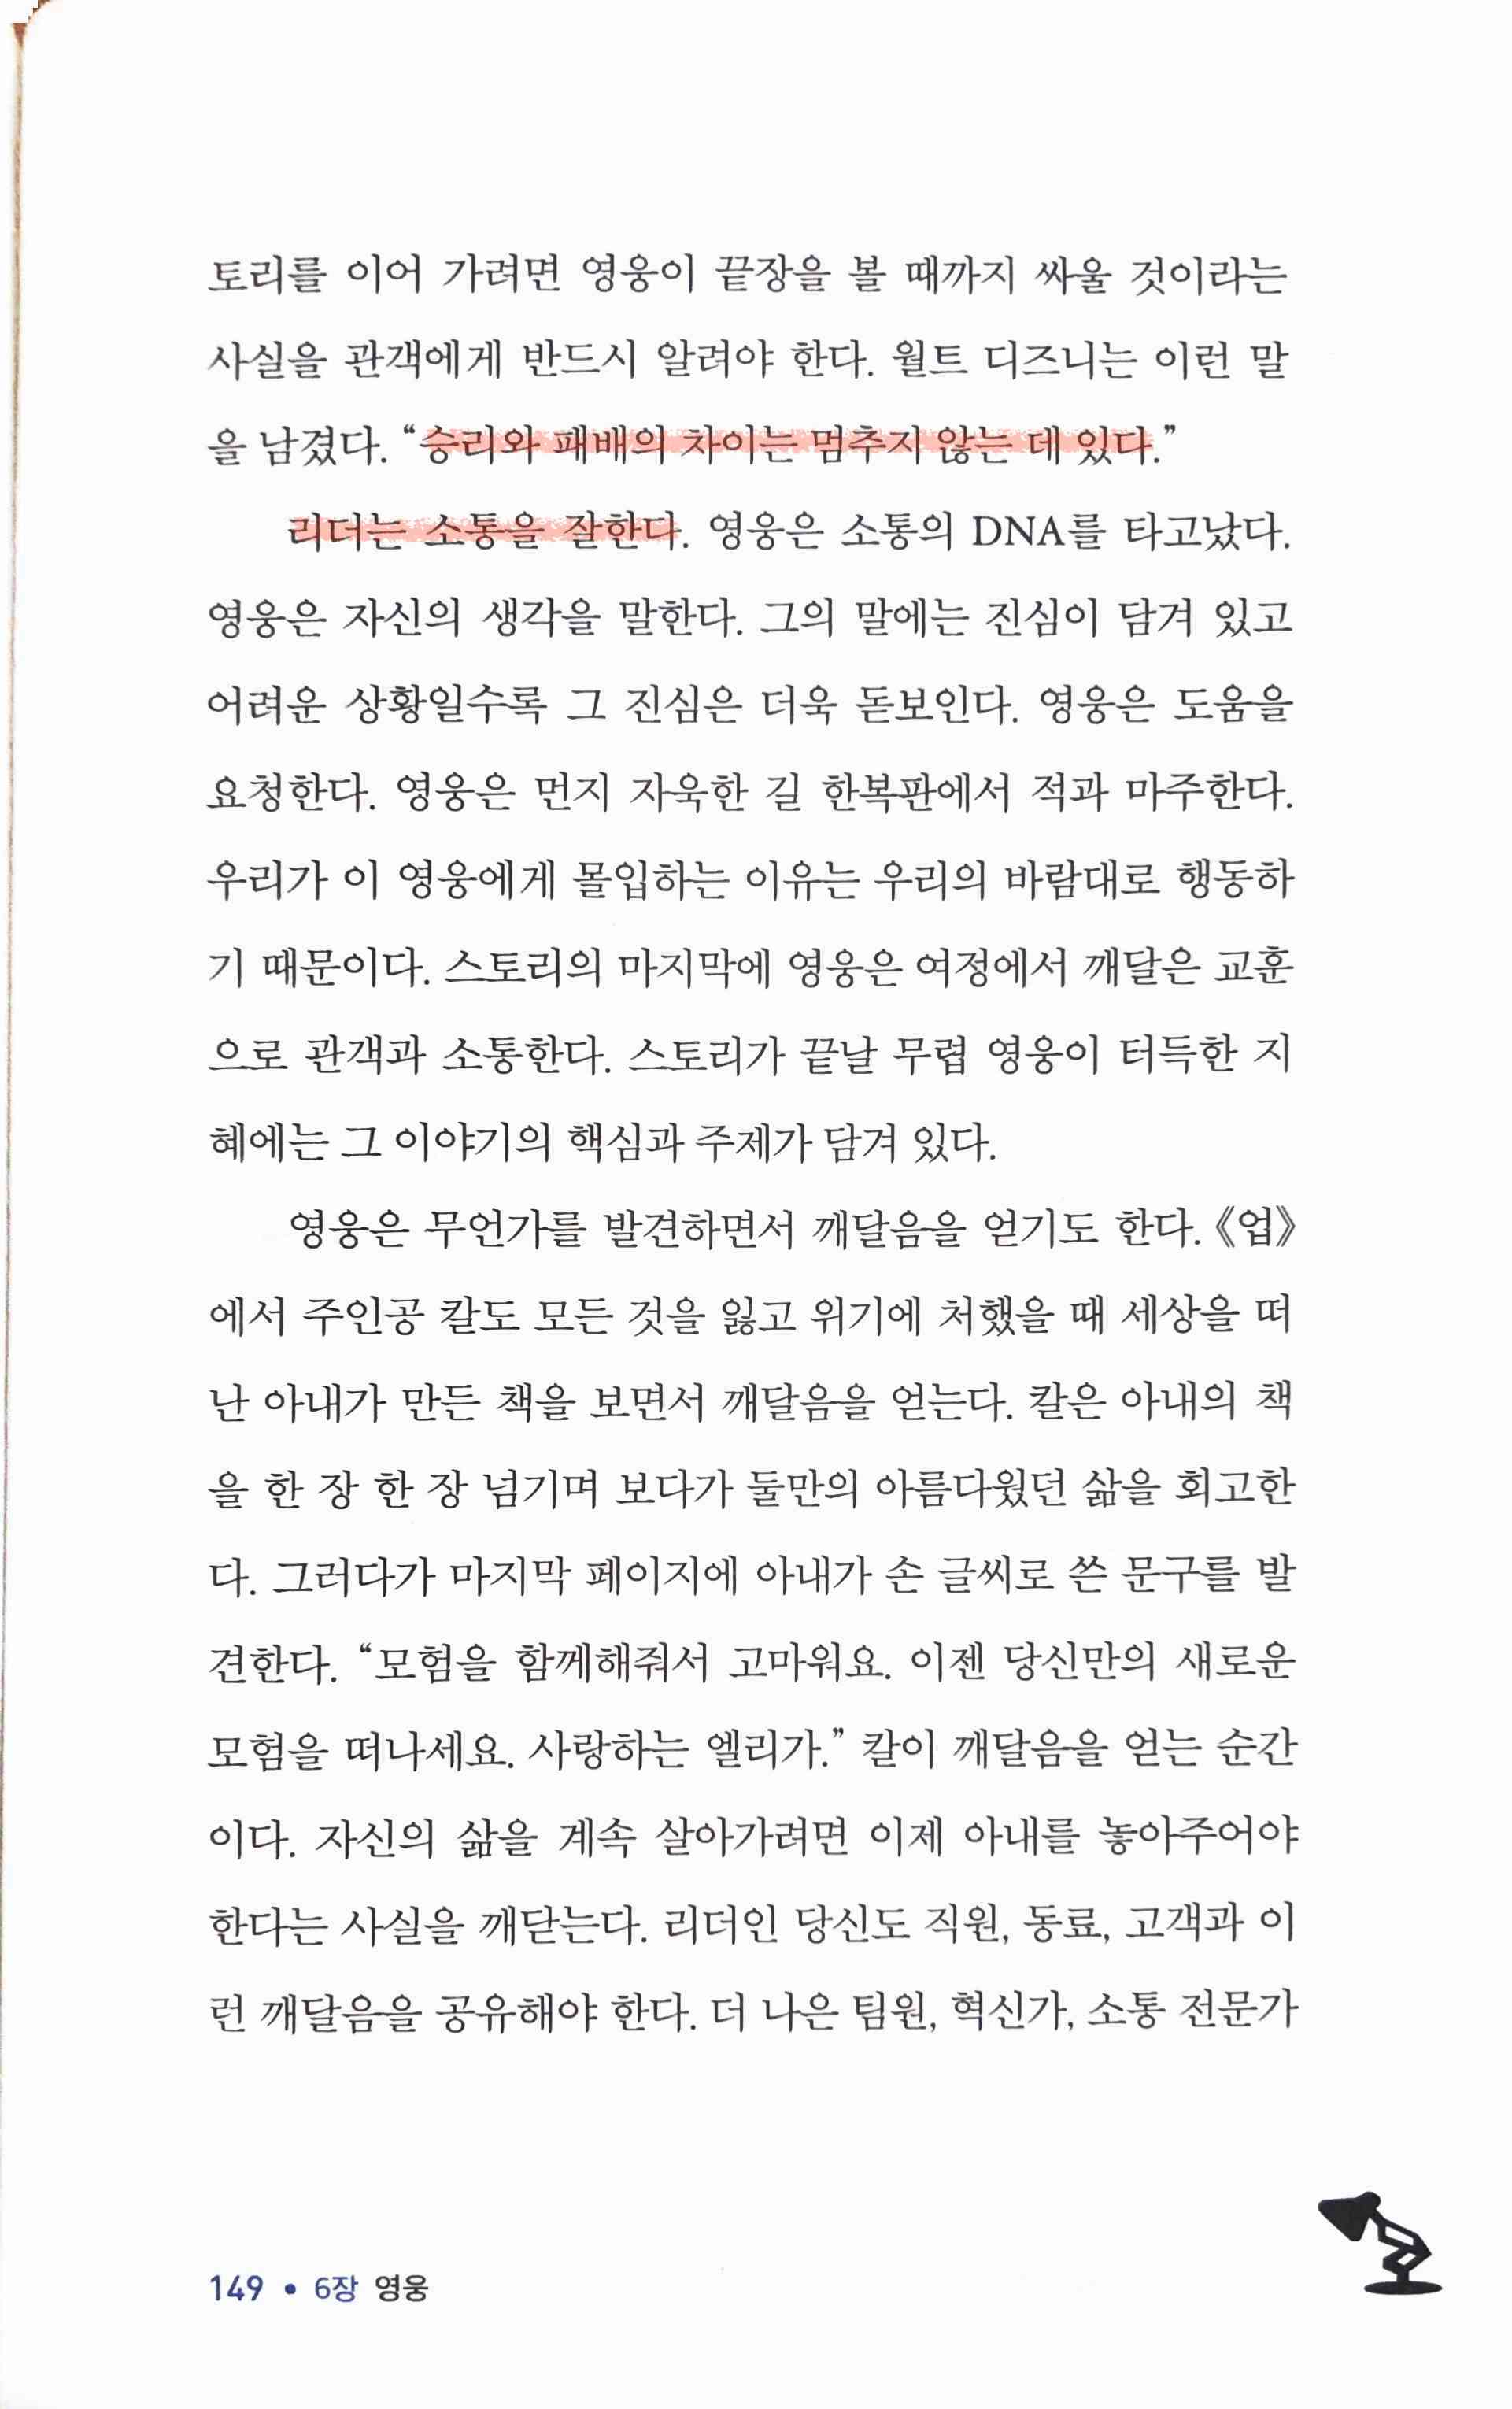 토리를 이어 가려면 영웅이 끝장을 볼 때까지 싸울 것이라는
사실을 관객에게 반드시 알려야 한다. 월트 디즈니는 이런 말
을 남겼다. “승리와 패배의 차이는 멈추지 않는 데 있다.”
리더는 소통을 잘한다. 영웅은 소통의 DNA를 타고났다.
영웅은 자신의 생각을 말한다. 그의 말에는 진심이 담겨 있고
어려운 상황일수록 그 진심은 더욱 돋보인다. 영웅은 도움을
요청한다. 영웅은 먼지 자욱한 길 한복판에서 적과 마주한다.
우리가 이 영웅에게 몰입하는 이유는 우리의 바람대로 행동하
기 때문이다. 스토리의 마지막에 영웅은 여정에서 깨달은 교훈
으로 관객과 소통한다. 스토리가 끝날 무렵 영웅이 터득한 지
혜에는 그 이야기의 핵심과 주제가 담겨 있다.
영웅은 무언가를 발견하면서 깨달음을 얻기도 한다. 《업》
에서 주인공 칼도 모든 것을 잃고 위기에 처했을 때 세상을 떠
난 아내가 만든 책을 보면서 깨달음을 얻는다. 칼은 아내의 책
을 한 장 한 장 넘기며 보다가 둘만의 아름다웠던 삶을 회고한
다. 그러다가 마지막 페이지에 아내가 손 글씨로 쓴 문구를 발
견한다. “모험을 함께해줘서 고마워요. 이젠 당신만의 새로운
모험을 떠나세요. 사랑하는 엘리가.” 칼이 깨달음을 얻는 순간
이다. 자신의 삶을 계속 살아가려면 이제 아내를 놓아주어야
한다는 사실을 깨닫는다. 리더인 당신도 직원, 동료, 고객과 이
런 깨달음을 공유해야 한다. 더 나은 팀원, 혁신가, 소통 전문가
149 • 6장 영웅